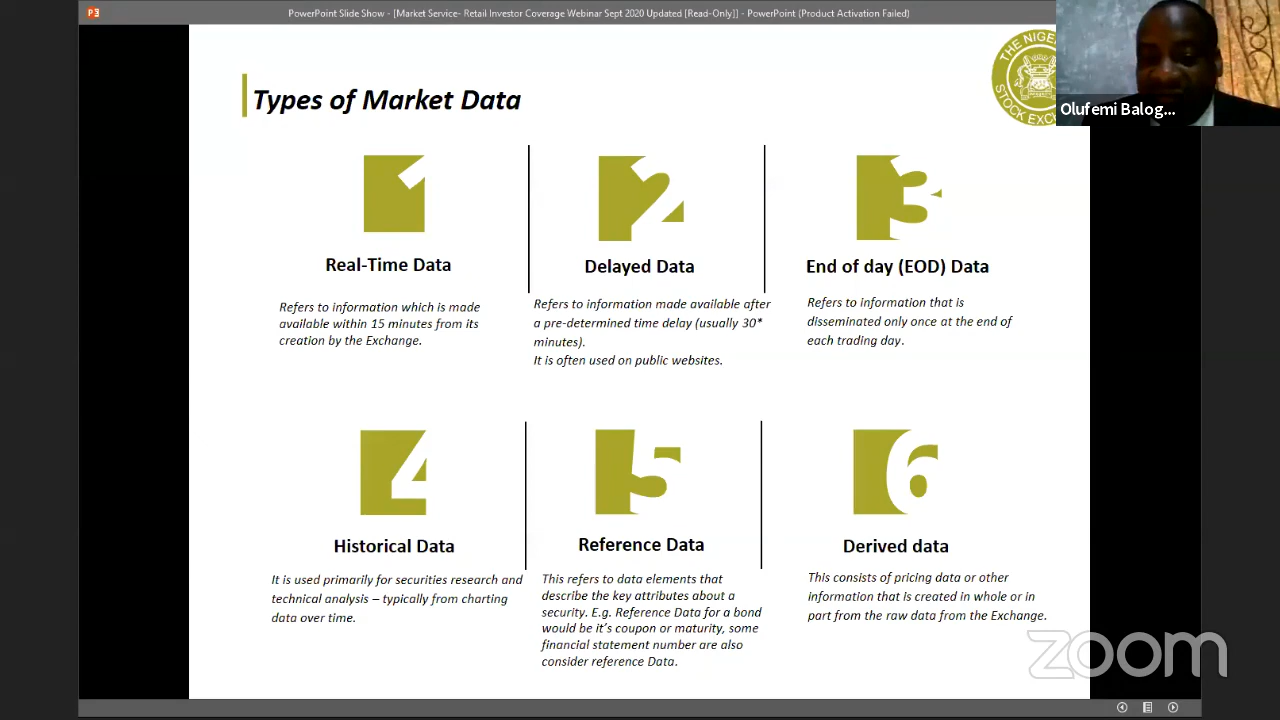 PowerPoint Slide Show - [Market Service- Retail Investor Coverage Webinar Sept 2020 Updated [Read-Only]] - PowerPoint (Product Activation Failed)
THE NIGER
STOCK EXC
Olufemi Balog...
Types of Market Data
1
Real-Time Data
Refers to information which is made
available within 15 minutes from its
creation by the Exchange.
2
Delayed Data
Refers to information made available after
a pre-determined time delay (usually 30*
minutes).
It is often used on public websites.
3
End of day (EOD) Data
Refers to information that is
disseminated only once at the end of
each trading day.
4
Historical Data
It is used primarily for securities research and
technical analysis – typically from charting
data over time.
5
Reference Data
This refers to data elements that
describe the key attributes about a
security. E.g. Reference Data for a bond
would be it's coupon or maturity, some
financial statement number are also
consider reference Data.
6
Derived data
This consists of pricing data or other
information that is created in whole or in
part from the raw data from the Exchange.
zoom